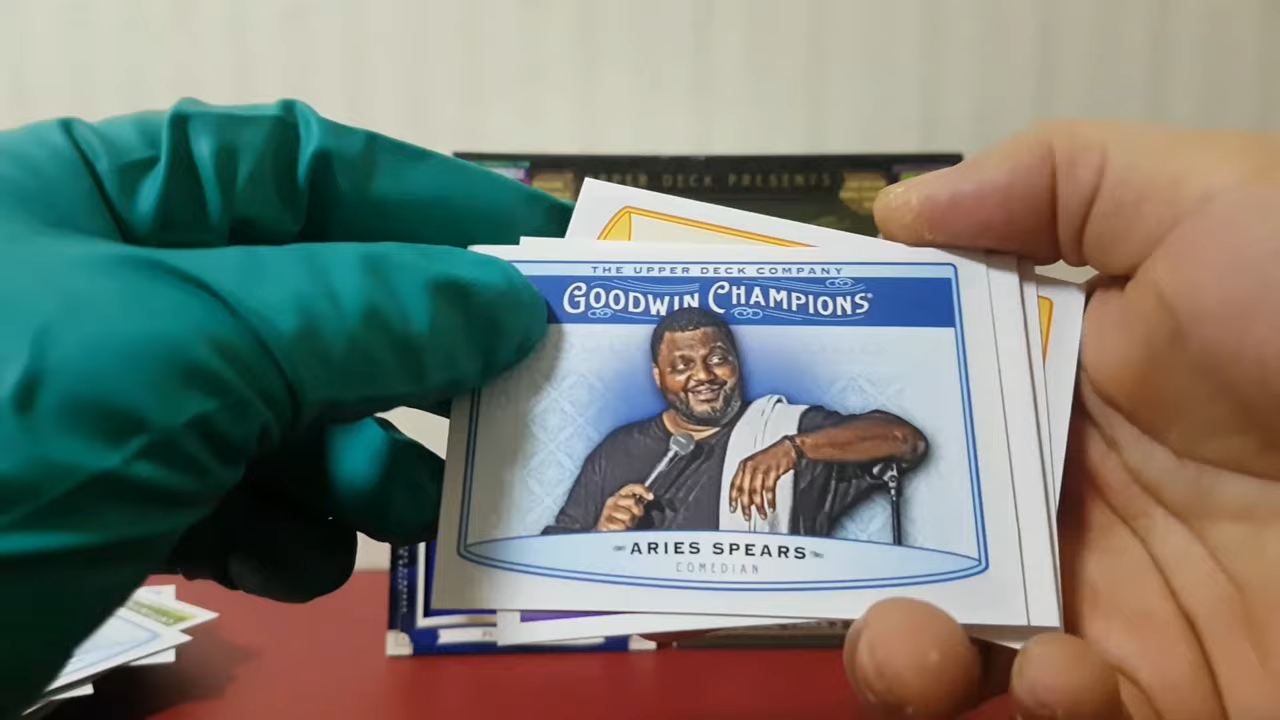 UPPER DECK PRESENTS
THE UPPER DECK COMPANY
GOODWIN CHAMPIONS®
ARIES SPEARS
COMEDIAN